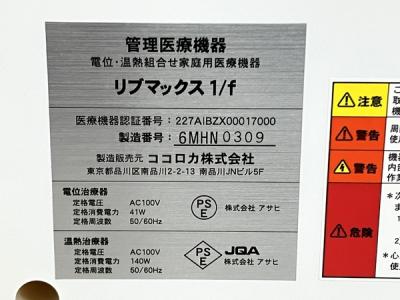 管理医療機器
電位・温熱組合せ家庭用医療機器
リブマックス 1/f
医療機器認証番号: 227AIBZX00017000
製造番号: 6MHN0309
製造販売元 ココロカ株式会社
東京都品川区南品川2-2-13 南品川JNビル5F
電位治療器
定格電圧 AC100V
定格消費電力 41W
定格周波数 50/60Hz
PSE
株式会社 アサヒ
温熱治療器
定格電圧 AC100V
定格消費電力 140W
定格周波数 50/60Hz
PSE
JQA
株式会社 アサヒ
注意
警告
警告
危険